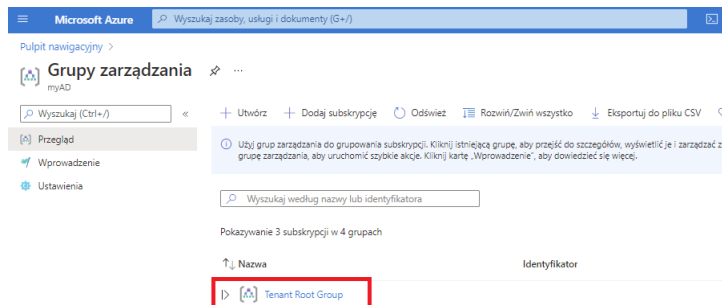 Microsoft Azure
Wyszukaj zasoby, usługi i dokumenty (G+/)
Pulpit nawigacyjny >
Grupy zarządzania ...
myAD
Wyszukaj (Ctrl+/) «
+ Utwórz + Dodaj subskrypcję Odśwież Rozwiń/Zwiń wszystko Eksportuj do pliku CSV
Przegląd
Wprowadzenie
Ustawienia
Użyj grup zarządzania do grupowania subskrypcji. Kliknij istniejącą grupę, aby przejść do szczegółów, wyświetlić je i zarządzać z
grupę zarządzania, aby uruchomić szybkie akcje. Kliknij kartę „Wprowadzenie”, aby dowiedzieć się więcej.
Wyszukaj według nazwy lub identyfikatora
Pokazywanie 3 subskrypcji w 4 grupach
↑↓ Nazwa Identyfikator
Tenant Root Group